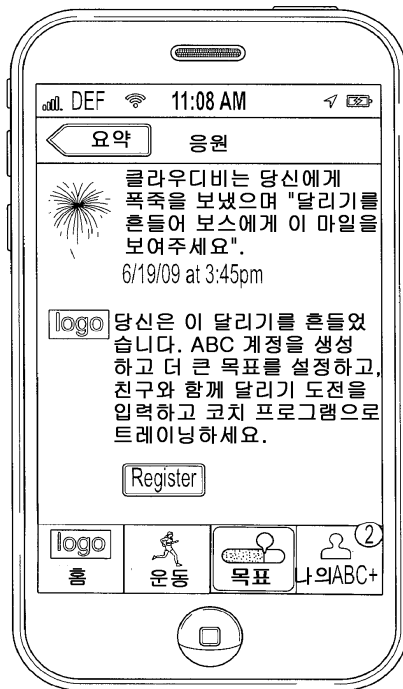 DEF 11:08 AM
요약 응원
클라우디비는 당신에게
폭죽을 보냈으며 "달리기를
흔들어 보스에게 이 마일을
보여주세요".
6/19/09 at 3:45pm
logo
당신은 이 달리기를 흔들었
습니다. ABC 계정을 생성
하고 더 큰 목표를 설정하고,
친구와 함께 달리기 도전을
입력하고 코치 프로그램으로
트레이닝하세요.
Register
logo 2
홈 운동 목표 나의ABC+